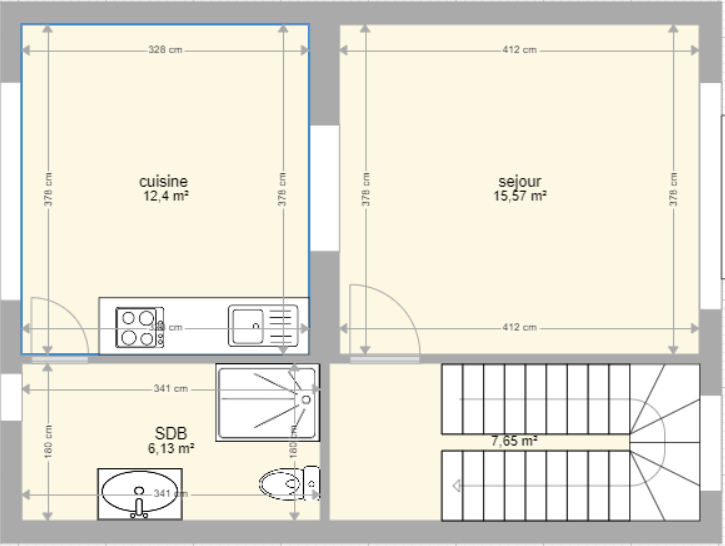 328 cm
412 cm
378 cm
378 cm
378 cm
378 cm
cuisine
12,4 m²
sejour
15,57 m²
cm
412 cm
341 cm
SDB
6,13 m²
180 cm
180 cm
7,65 m²
341 cm